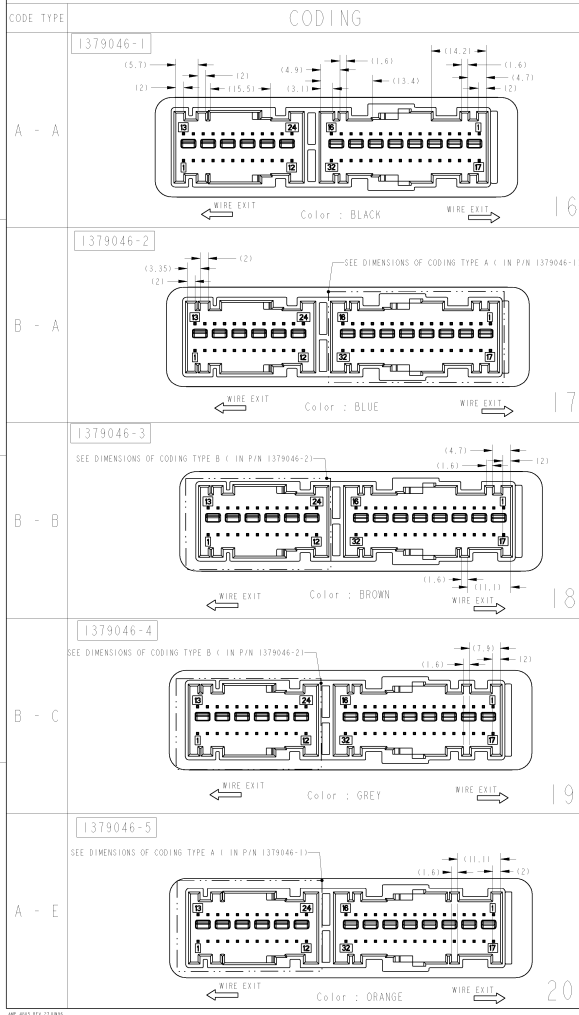 CODE TYPE
CODING
A - A
1379046-1
(5.7)
(2)
(2)
(15.5)
(4.9)
(1.6)
(3.1)
(13.4)
(14.2)
(1.6)
(4.7)
(2)
13
24
16
1
1
12
32
17
WIRE EXIT
Color : BLACK
WIRE EXIT
16
B - A
1379046-2
(2)
(3.35)
(2)
SEE DIMENSIONS OF CODING TYPE A ( IN P/N 1379046-1
13
24
16
1
1
12
32
17
WIRE EXIT
Color : BLUE
WIRE EXIT
17
B - B
1379046-3
SEE DIMENSIONS OF CODING TYPE B ( IN P/N 1379046-2)
(4.7)
(1.6)
(2)
13
24
16
1
1
12
32
17
(1.6)
(11.1)
WIRE EXIT
Color : BROWN
WIRE EXIT
18
B - C
1379046-4
SEE DIMENSIONS OF CODING TYPE B ( IN P/N 1379046-2)
(7.9)
(1.6)
(2)
13
24
16
1
1
12
32
17
WIRE EXIT
Color : GREY
WIRE EXIT
19
A - E
1379046-5
SEE DIMENSIONS OF CODING TYPE A ( IN P/N 1379046-1)
(11.1)
(1.6)
(2)
13
24
16
1
1
12
32
17
WIRE EXIT
Color : ORANGE
WIRE EXIT
20